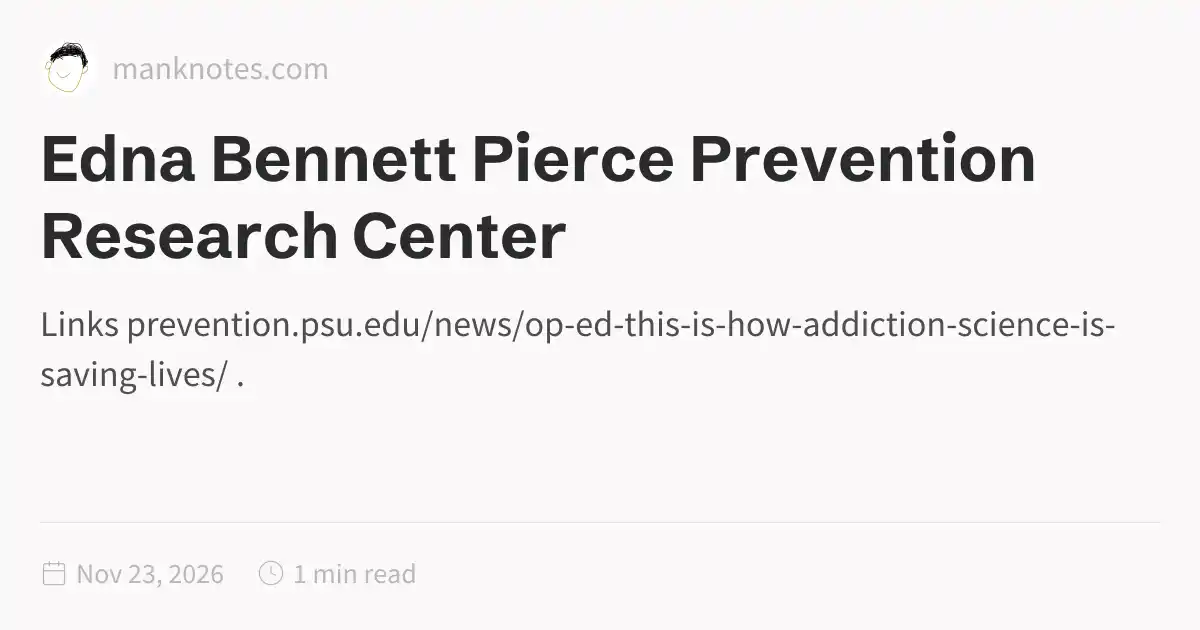 manknotes.com
Edna Bennett Pierce Prevention
Research Center
Links prevention.psu.edu/news/op-ed-this-is-how-addiction-science-is-
saving-lives/ .
Nov 23, 2026 1 min read